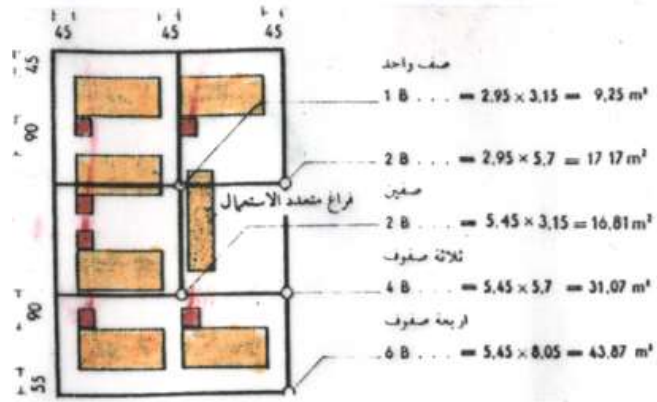 45 45 45
45
90
90
55
صف واحد
1 B . . . = 2,95 × 3,15 = 9,25 m²
2 B . . . = 2,95 × 5,7 = 17 17 m²
صفين
2 B . . . = 5,45 × 3,15 = 16,81 m²
ثلاثة صفوف
4 B . . . = 5,45 × 5,7 = 31,07 m²
اربعة صفوف
6 B . . . = 5,45 × 8,05 = 43,87 m²
فراغ متعدد الاستعمال